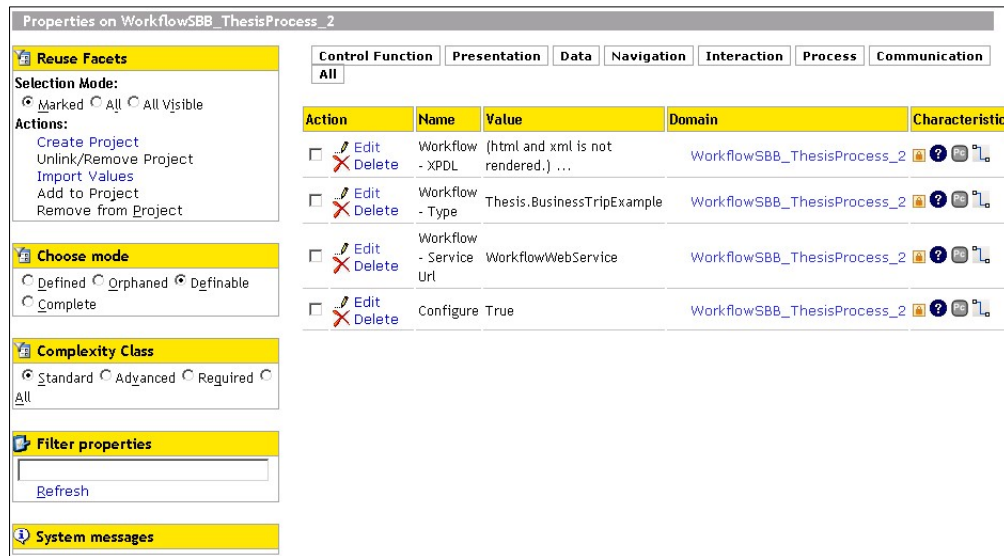 Properties on WorkflowSBB_ThesisProcess_2
Reuse Facets
Selection Mode:
Marked All All Visible
Actions:
Create Project
Unlink/Remove Project
Import Values
Add to Project
Remove from Project
Choose mode
Defined Orphaned Definable
Complete
Complexity Class
Standard Advanced Required
All
Filter properties
Refresh
System messages
Control Function Presentation Data Navigation Interaction Process Communication
All
Action Name Value Domain Characteristic
Edit Workflow (html and xml is not
Delete - XPDL rendered.) ... WorkflowSBB_ThesisProcess_2 ? Pc
Edit Workflow
Delete - Type Thesis.BusinessTripExample WorkflowSBB_ThesisProcess_2 ? Pc
Workflow
Edit - Service WorkflowWebService WorkflowSBB_ThesisProcess_2 ? Pc
Delete Url
Edit
Delete Configure True WorkflowSBB_ThesisProcess_2 ? Pc